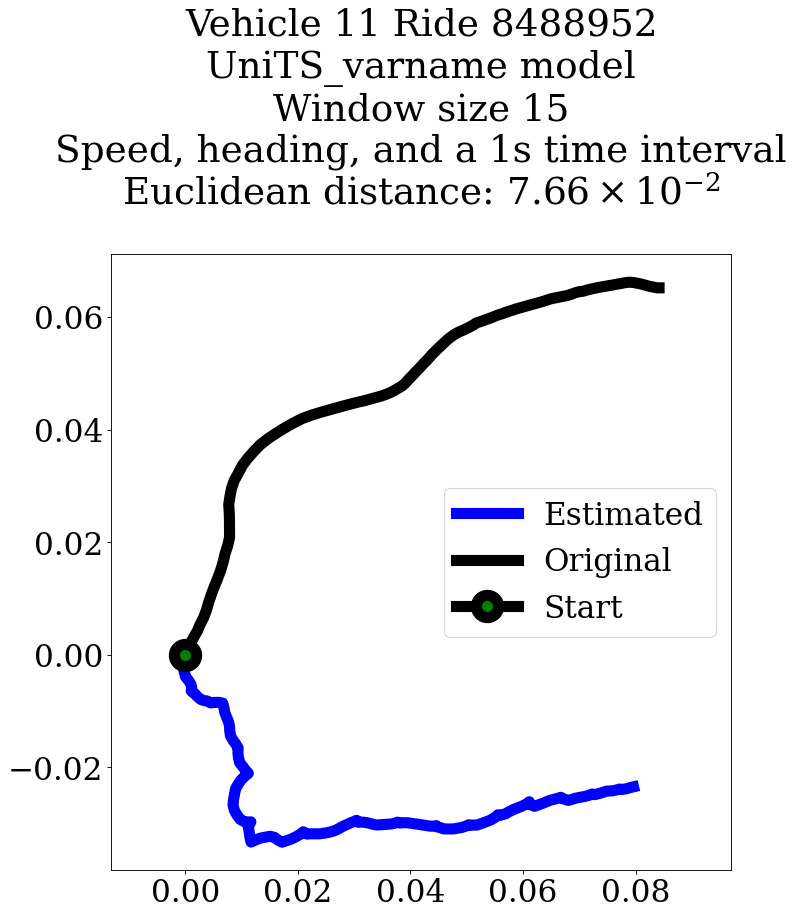 Vehicle 11 Ride 8488952
UniTS_varname model
Window size 15
Speed, heading, and a 1s time interval
Euclidean distance: $7.66 \times 10^{-2}$
0.06
0.04
0.02
0.00
−0.02
Estimated
Original
Start
0.00 0.02 0.04 0.06 0.08